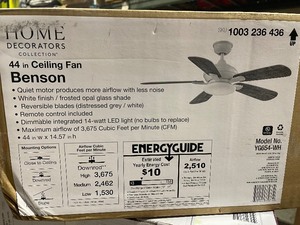 HOME
DECORATORS
COLLECTION
1003 236 436
44 in Ceiling Fan
Benson
• Quiet motor produces more airflow with less noise
• White finish / frosted opal glass shade
• Reversible blades (distressed grey / white)
• Remote control included
• Dimmable integrated 14-watt LED light (no bulbs to replace)
• Maximum airflow of 3,675 Cubic Feet per Minute (CFM)
• 44 in W x 14.57 in H
Model No.
YG654-WH
Mounting Options
Close to Ceiling
Downrod
Slope
Airflow Cubic
Feet per Minute
Downrod
High 3,675
Medium 2,462
Low 1,530
ENERGYGUIDE
Estimated
Yearly Energy Cost
$10
Airflow
2,510